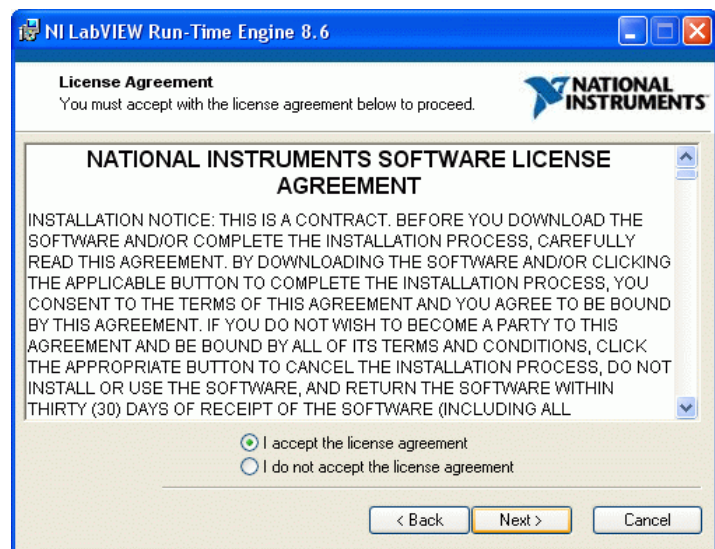 NI LabVIEW Run-Time Engine 8.6
License Agreement
You must accept with the license agreement below to proceed.
NATIONAL
INSTRUMENTS
NATIONAL INSTRUMENTS SOFTWARE LICENSE
AGREEMENT
INSTALLATION NOTICE: THIS IS A CONTRACT. BEFORE YOU DOWNLOAD THE
SOFTWARE AND/OR COMPLETE THE INSTALLATION PROCESS, CAREFULLY
READ THIS AGREEMENT. BY DOWNLOADING THE SOFTWARE AND/OR CLICKING
THE APPLICABLE BUTTON TO COMPLETE THE INSTALLATION PROCESS, YOU
CONSENT TO THE TERMS OF THIS AGREEMENT AND YOU AGREE TO BE BOUND
BY THIS AGREEMENT. IF YOU DO NOT WISH TO BECOME A PARTY TO THIS
AGREEMENT AND BE BOUND BY ALL OF ITS TERMS AND CONDITIONS, CLICK
THE APPROPRIATE BUTTON TO CANCEL THE INSTALLATION PROCESS, DO NOT
INSTALL OR USE THE SOFTWARE, AND RETURN THE SOFTWARE WITHIN
THIRTY (30) DAYS OF RECEIPT OF THE SOFTWARE (INCLUDING ALL
I accept the license agreement
I do not accept the license agreement
< Back
Next >
Cancel